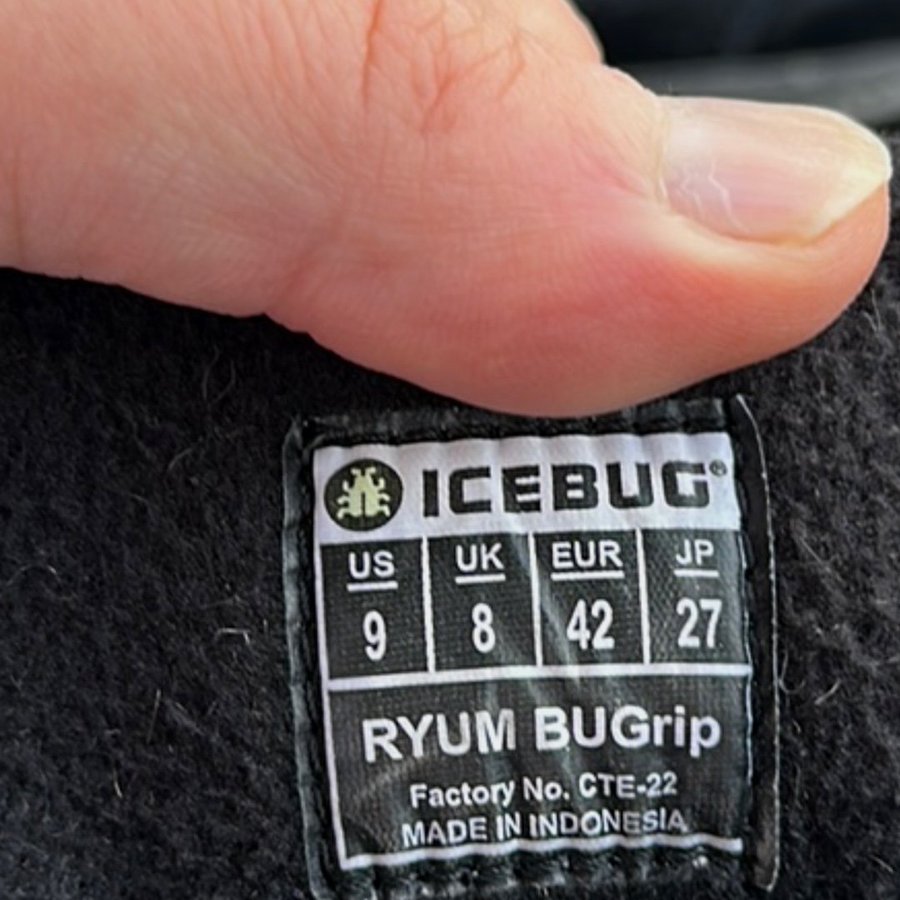 ICEBUG®
US UK EUR JP
9 8 42 27
RYUM BUGrip
Factory No. CTE-22
MADE IN INDONESIA